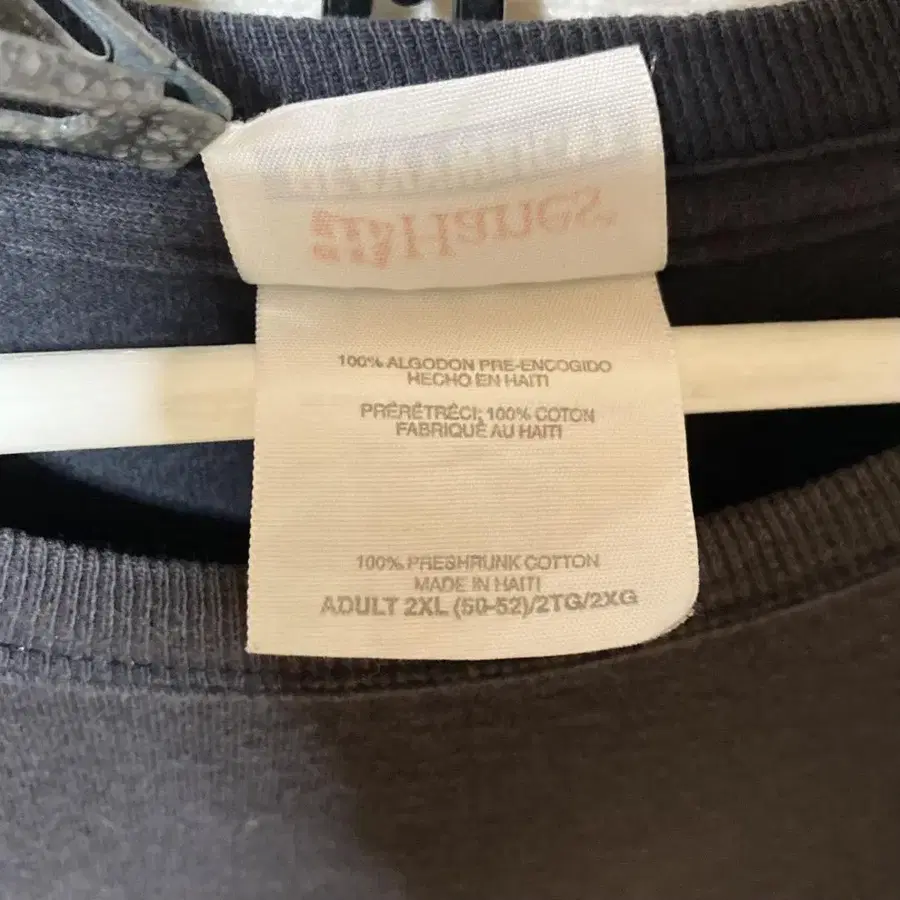 Hanes
100% ALGODON PRE-ENCOGIDO
HECHO EN HAITI
PRÉRÉTRÉCI; 100% COTON
FABRIQUÉ AU HAITI
100% PRESHRUNK COTTON
MADE IN HAITI
ADULT 2XL (50-52)/2TG/2XG